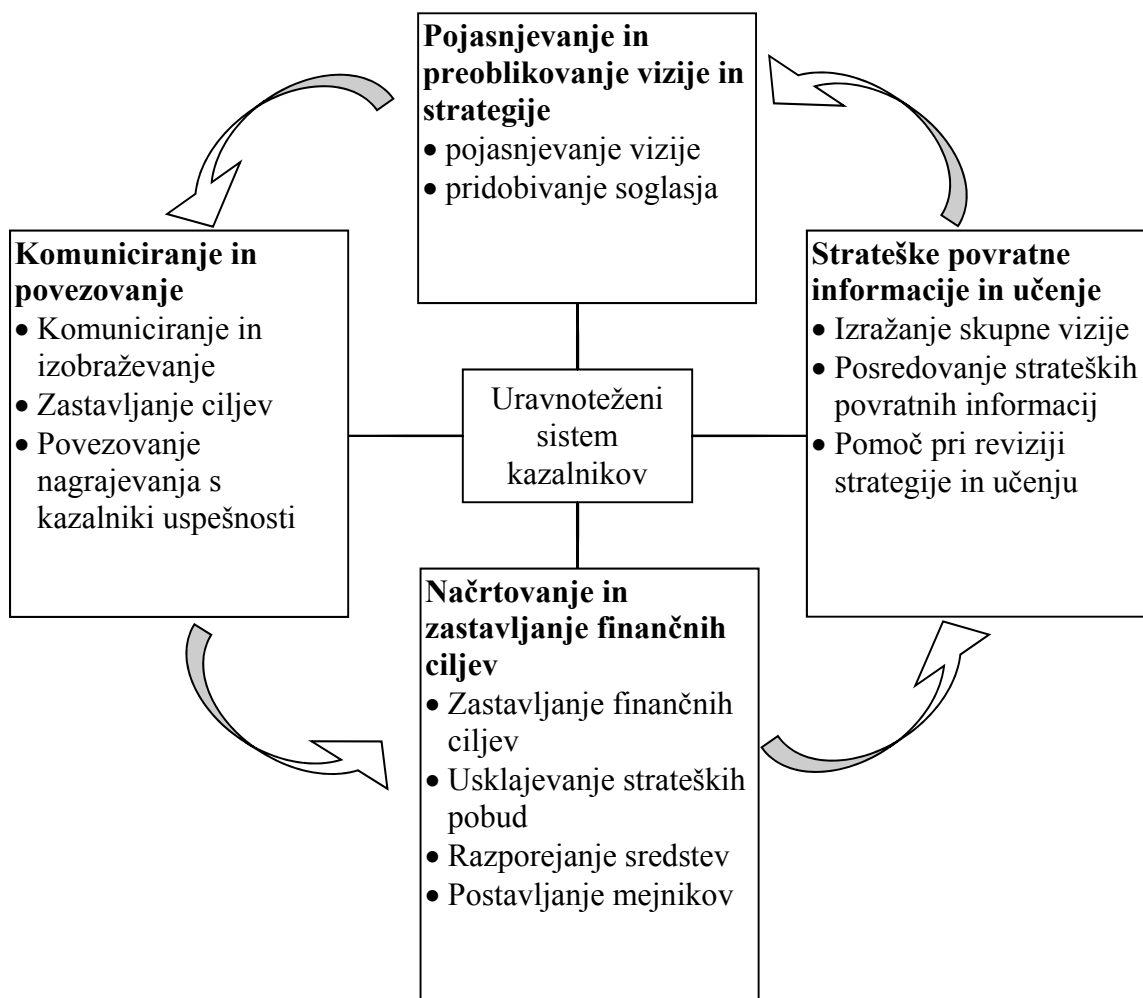 Pojasnjevanje in
preoblikovanje vizije in
strategije
• pojasnjevanje vizije
• pridobivanje soglasja
Komuniciranje in
povezovanje
• Komuniciranje in
izobraževanje
• Zastavljanje ciljev
• Povezovanje
nagrajevanja s
kazalniki uspešnosti
Uravnoteženi
sistem
kazalnikov
Strateške povratne
informacije in učenje
• Izražanje skupne vizije
• Posredovanje strateških
povratnih informacij
• Pomoč pri reviziji
strategije in učenju
Načrtovanje in
zastavljanje finančnih
ciljev
• Zastavljanje finančnih
ciljev
• Usklajevanje strateških
pobud
• Razporejanje sredstev
• Postavljanje mejnikov